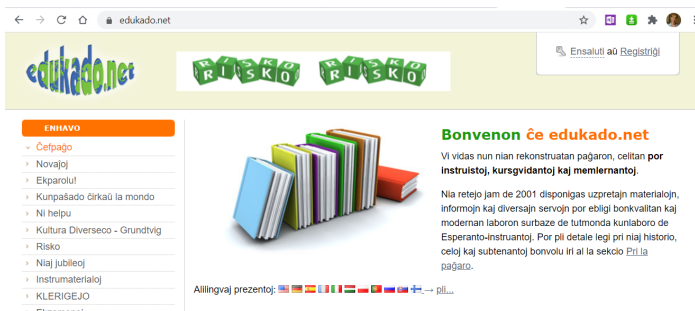 edukado.net
edukado.net
RISKO RISKO
Ensaluti aŭ Registriĝi
ENHAVO
Ĉefpaĝo
Novaĵoj
Ekparolu!
Kunpaŝado ĉirkaŭ la mondo
Ni helpu
Kultura Diverseco - Grundtvig
Risko
Niaj jubileoj
Instrumaterialoj
KLERIGEJO
Bonvenon ĉe edukado.net
Vi vidas nun nian rekonstruatan paĝaron, celitan por
instruistoj, kursgvidantoj kaj memlernantoj.
Nia retejo jam de 2001 disponigas uzpretajn materialojn,
informojn kaj diversajn servojn por ebligi bonkvalitan kaj
modernan laboron surbaze de tutmonda kunlaboro de
Esperanto-instruantoj. Por pli detale legi pri niaj historio,
celoj kaj subtenantoj bonvolu iri al la sekcio Pri la
paĝaro.
Alilingvaj prezentoj: → pli...